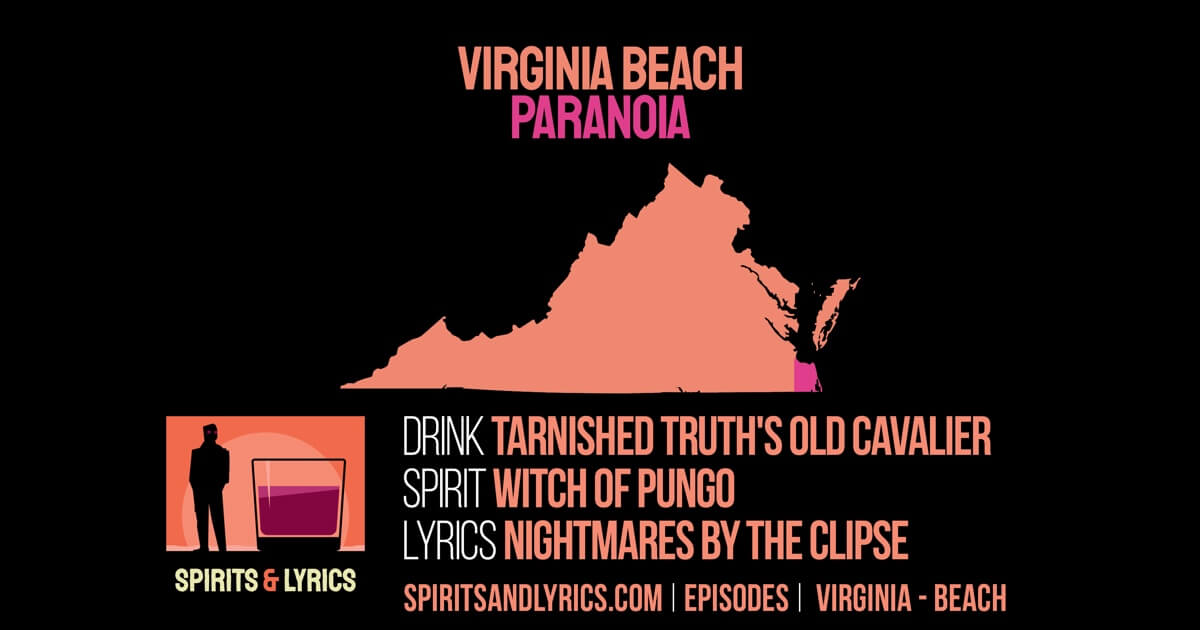 VIRGINIA BEACH
PARANOIA
DRINK TARNISHED TRUTH'S OLD CAVALIER
SPIRIT WITCH OF PUNGO
LYRICS NIGHTMARES BY THE CLIPSE
SPIRITS & LYRICS
SPIRITSANDLYRICS.COM | EPISODES | VIRGINIA - BEACH